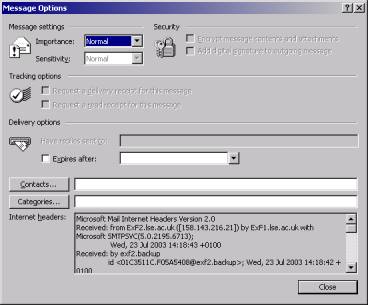 Message Options
Message settings
Security
Importance: Normal
Encrypt message contents and attachments
Sensitivity: Normal
Add digital signature to outgoing message
Tracking options
Request a delivery receipt for this message
Request a read receipt for this message
Delivery options
Have replies sent to:
Expires after:
Contacts...
Categories...
Internet headers:
Microsoft Mail Internet Headers Version 2.0
Received: from ExF2.lse.ac.uk ([158.143.216.21]) by ExF1.lse.ac.uk with
Microsoft SMTPSVC(5.0.2195.6713);
Wed, 23 Jul 2003 14:18:43 +0100
Received: by exf2.backup
id <01C3511C.F05A5408@exf2.backup>; Wed, 23 Jul 2003 14:18:42 +
0100
Close